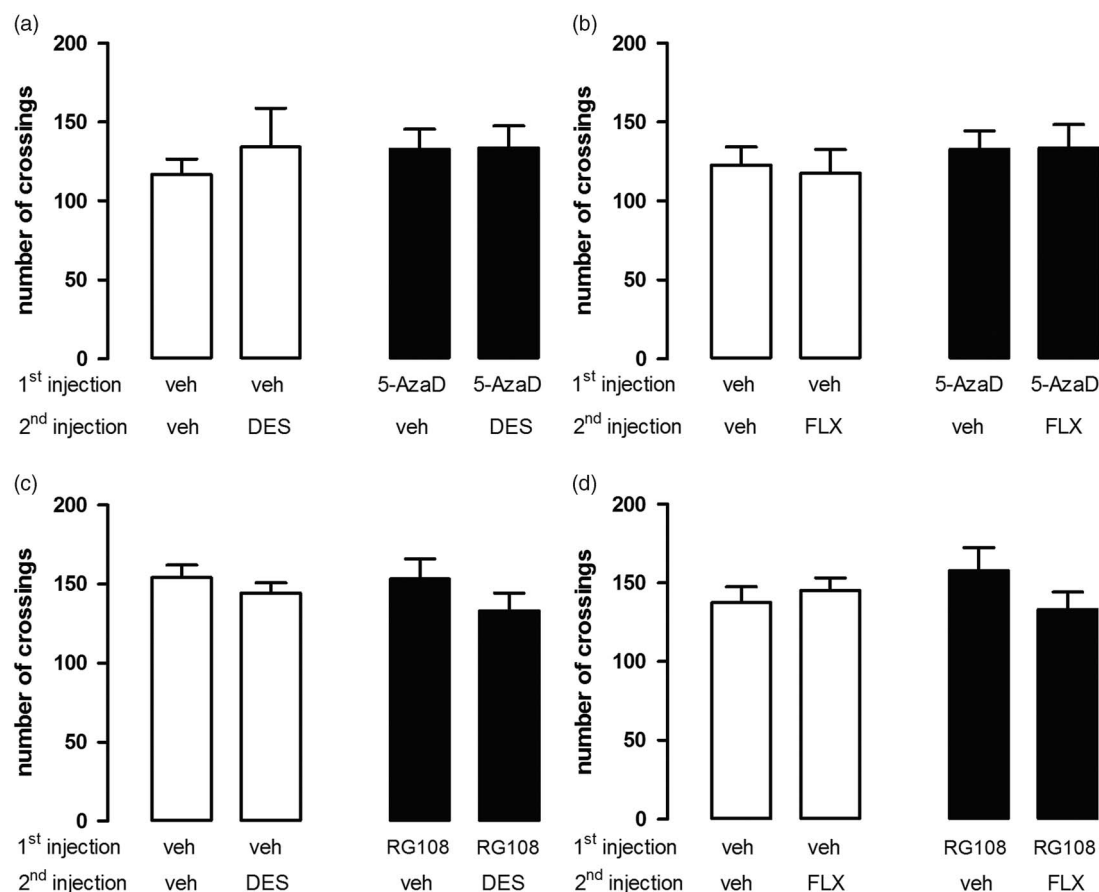 (a)
200
150
100
50
0
number of crossings
1st injection veh veh 5-AzaD 5-AzaD
2nd injection veh DES veh DES
(b)
200
150
100
50
0
number of crossings
1st injection veh veh 5-AzaD 5-AzaD
2nd injection veh FLX veh FLX
(c)
200
150
100
50
0
number of crossings
1st injection veh veh RG108 RG108
2nd injection veh DES veh DES
(d)
200
150
100
50
0
number of crossings
1st injection veh veh RG108 RG108
2nd injection veh FLX veh FLX